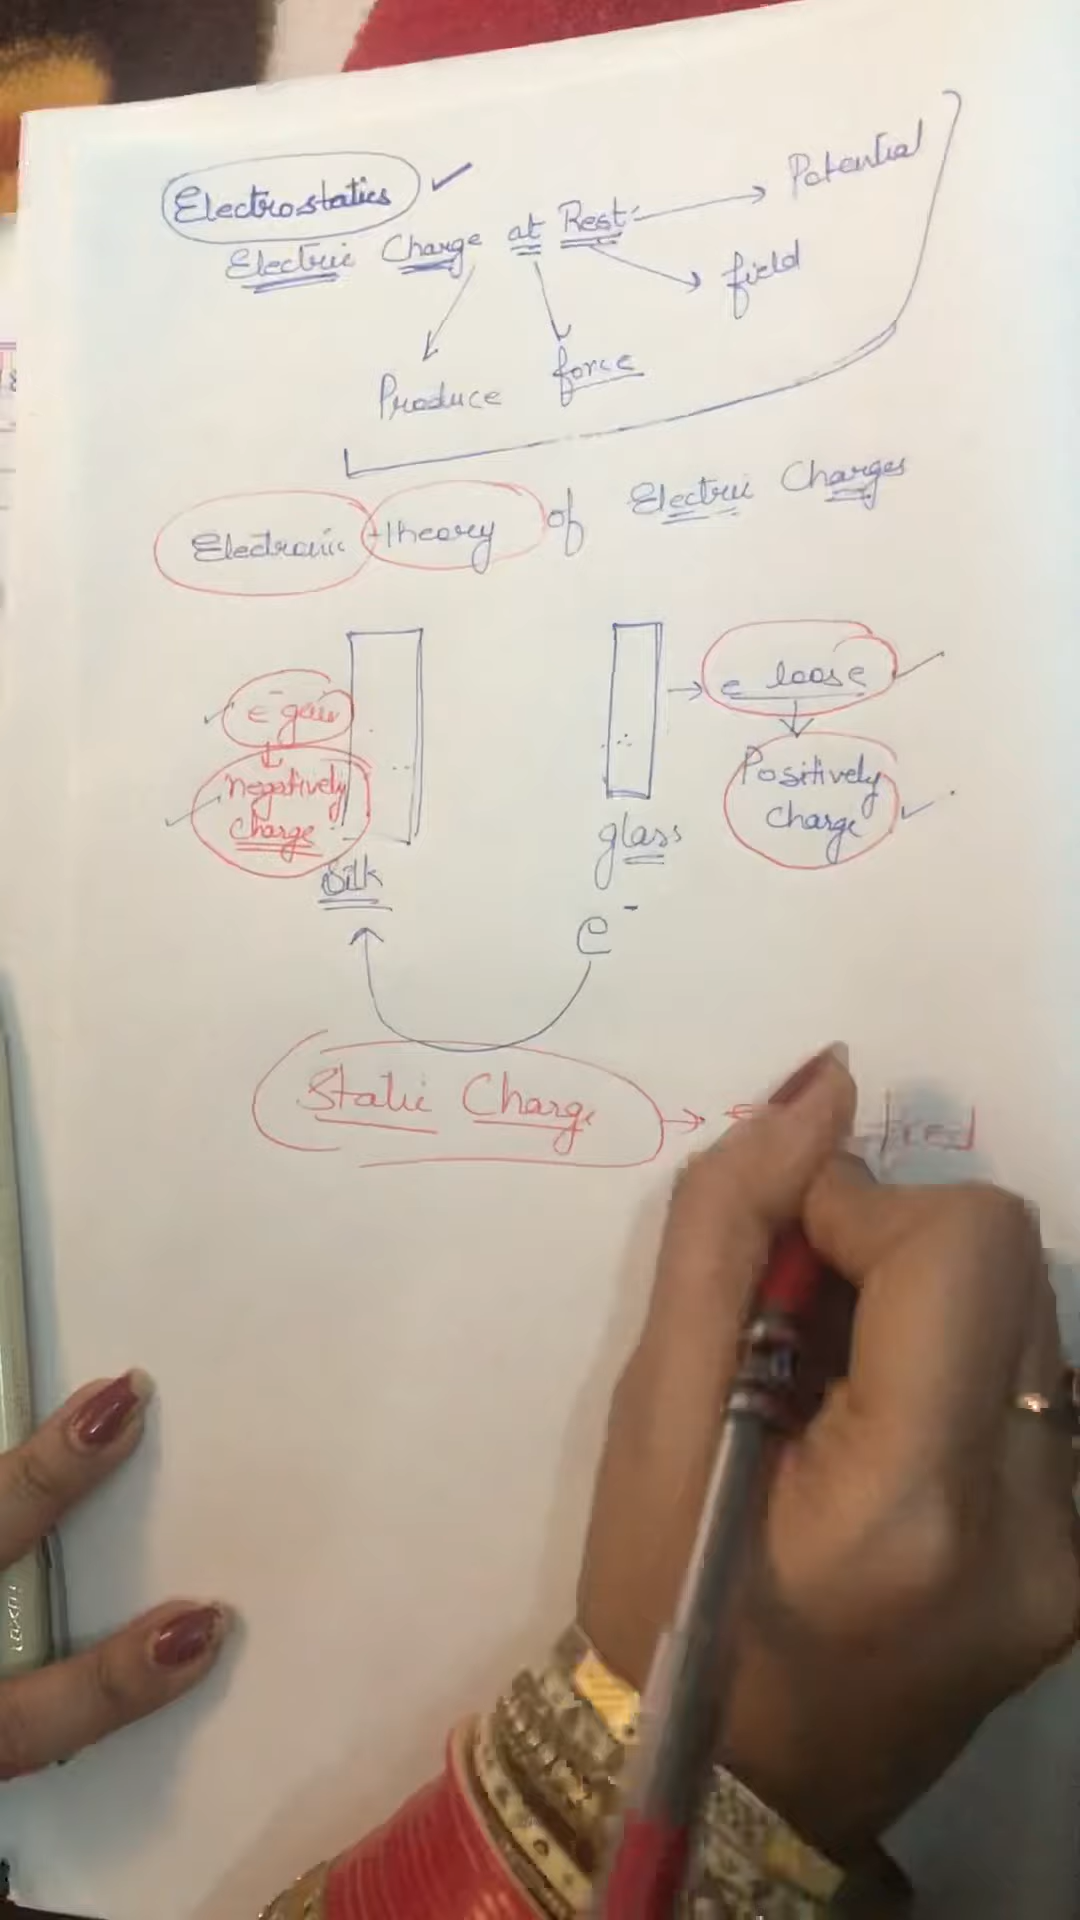 Electrostatics
Electric Charge at Rest:
Potential
field
Produce
force
Electronic theory of Electric Charges
e⁻ gain
negatively
charge
Silk
e loose
Positively
charge
glass
e⁻
Static Charge